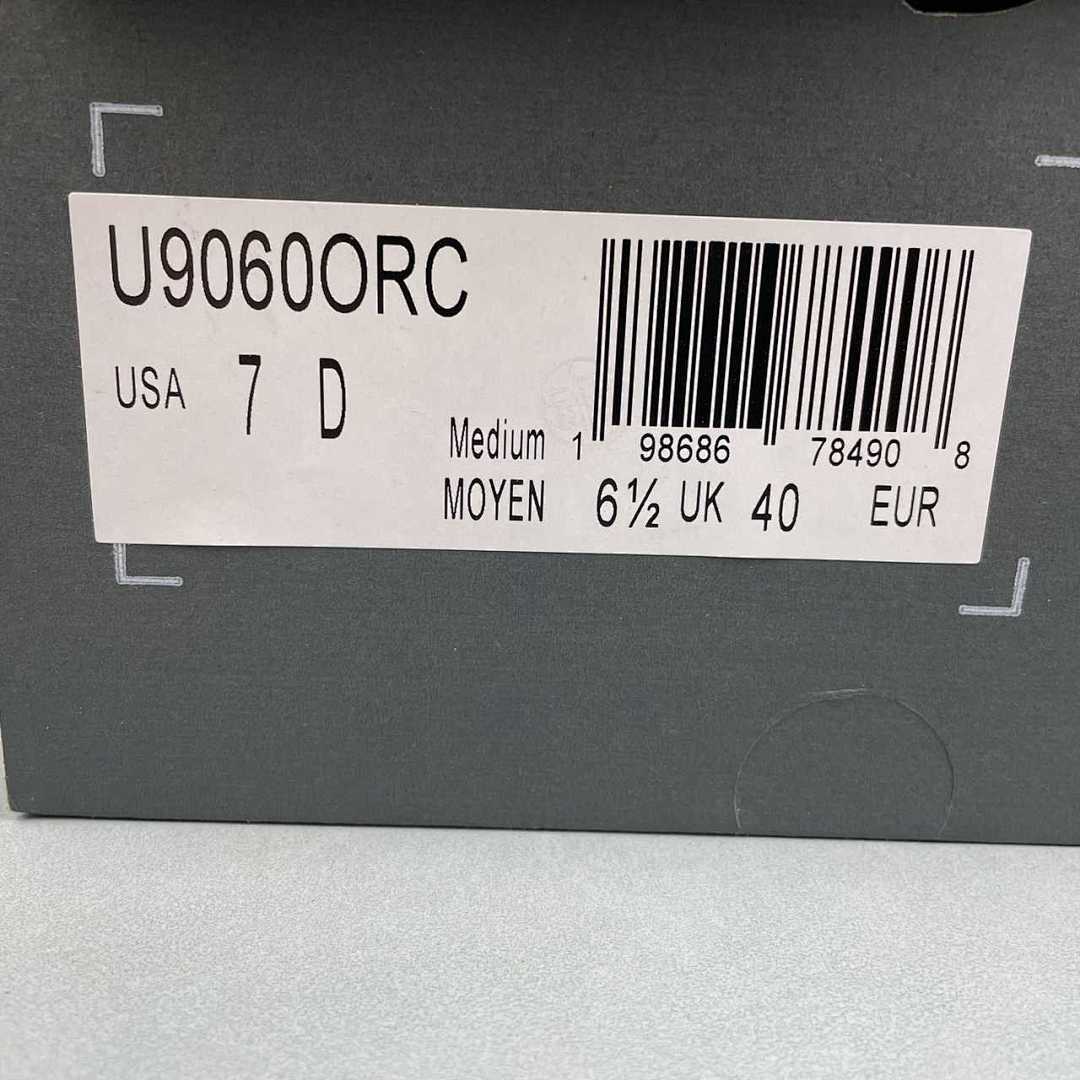 U9060ORC
USA 7 D
Medium 1 98686 78490 8
MOYEN 6½ UK 40 EUR